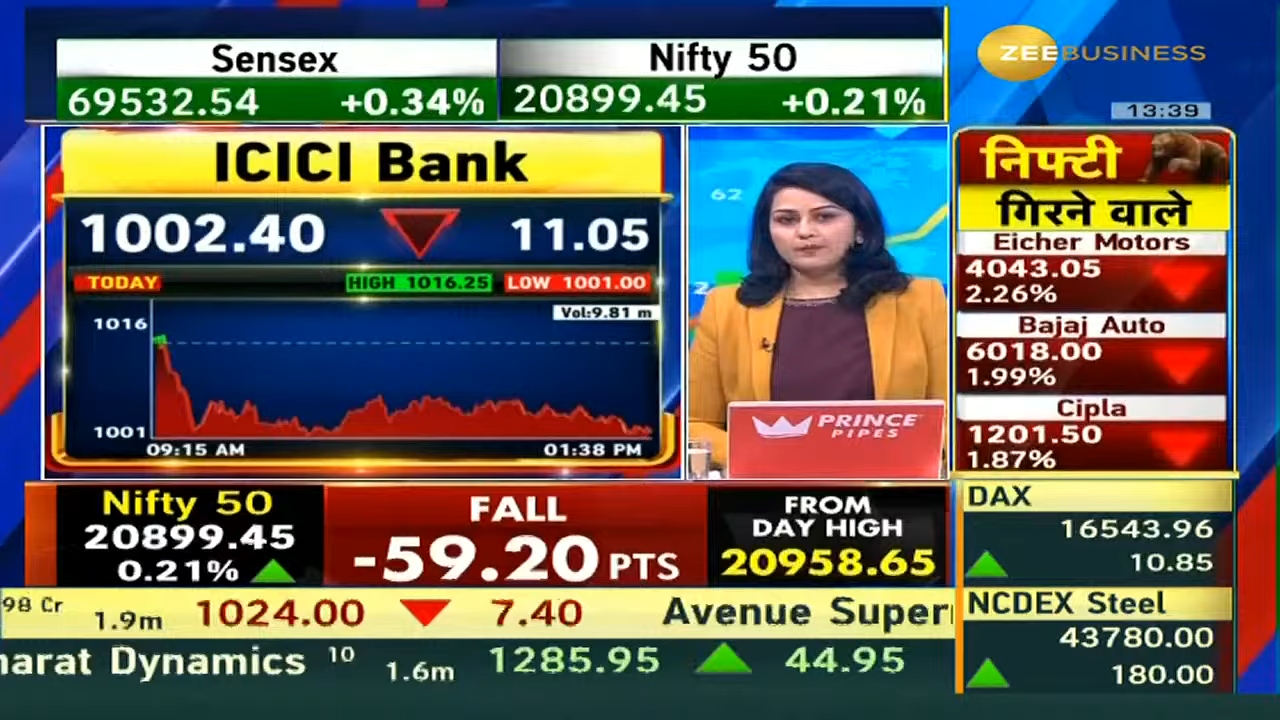 Sensex
69532.54 +0.34%
Nifty 50
20899.45 +0.21%
ZEEBUSINESS
13:39
ICICI Bank
1002.40 11.05
TODAY HIGH 1016.25 LOW 1001.00
Vol:9.81 m
1016
1001
09:15 AM 01:38 PM
62
2
PRINCE
PIPES
निफ्टी
गिरने वाले
Eicher Motors
4043.05
2.26%
Bajaj Auto
6018.00
1.99%
Cipla
1201.50
1.87%
Nifty 50
20899.45
0.21%
FALL
-59.20 PTS
FROM
DAY HIGH
20958.65
DAX
16543.96
10.85
NCDEX Steel
43780.00
180.00
98 Cr 1.9m 1024.00 7.40 Avenue Super
arat Dynamics 10 1.6m 1285.95 44.95